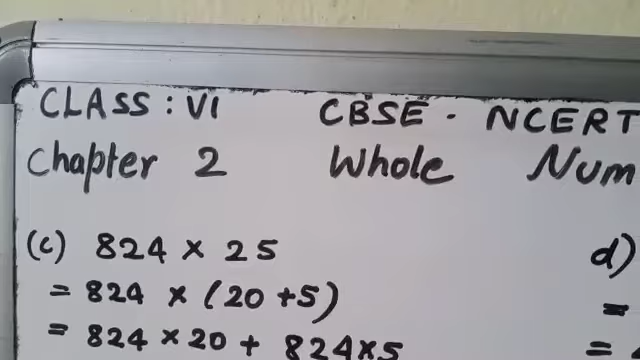 CLASS : VI CBSE - NCERT
Chapter 2 Whole Num
(c) 824 × 25
= 824 × (20 +5)
= 824 × 20 + 824×5
d)
=
=